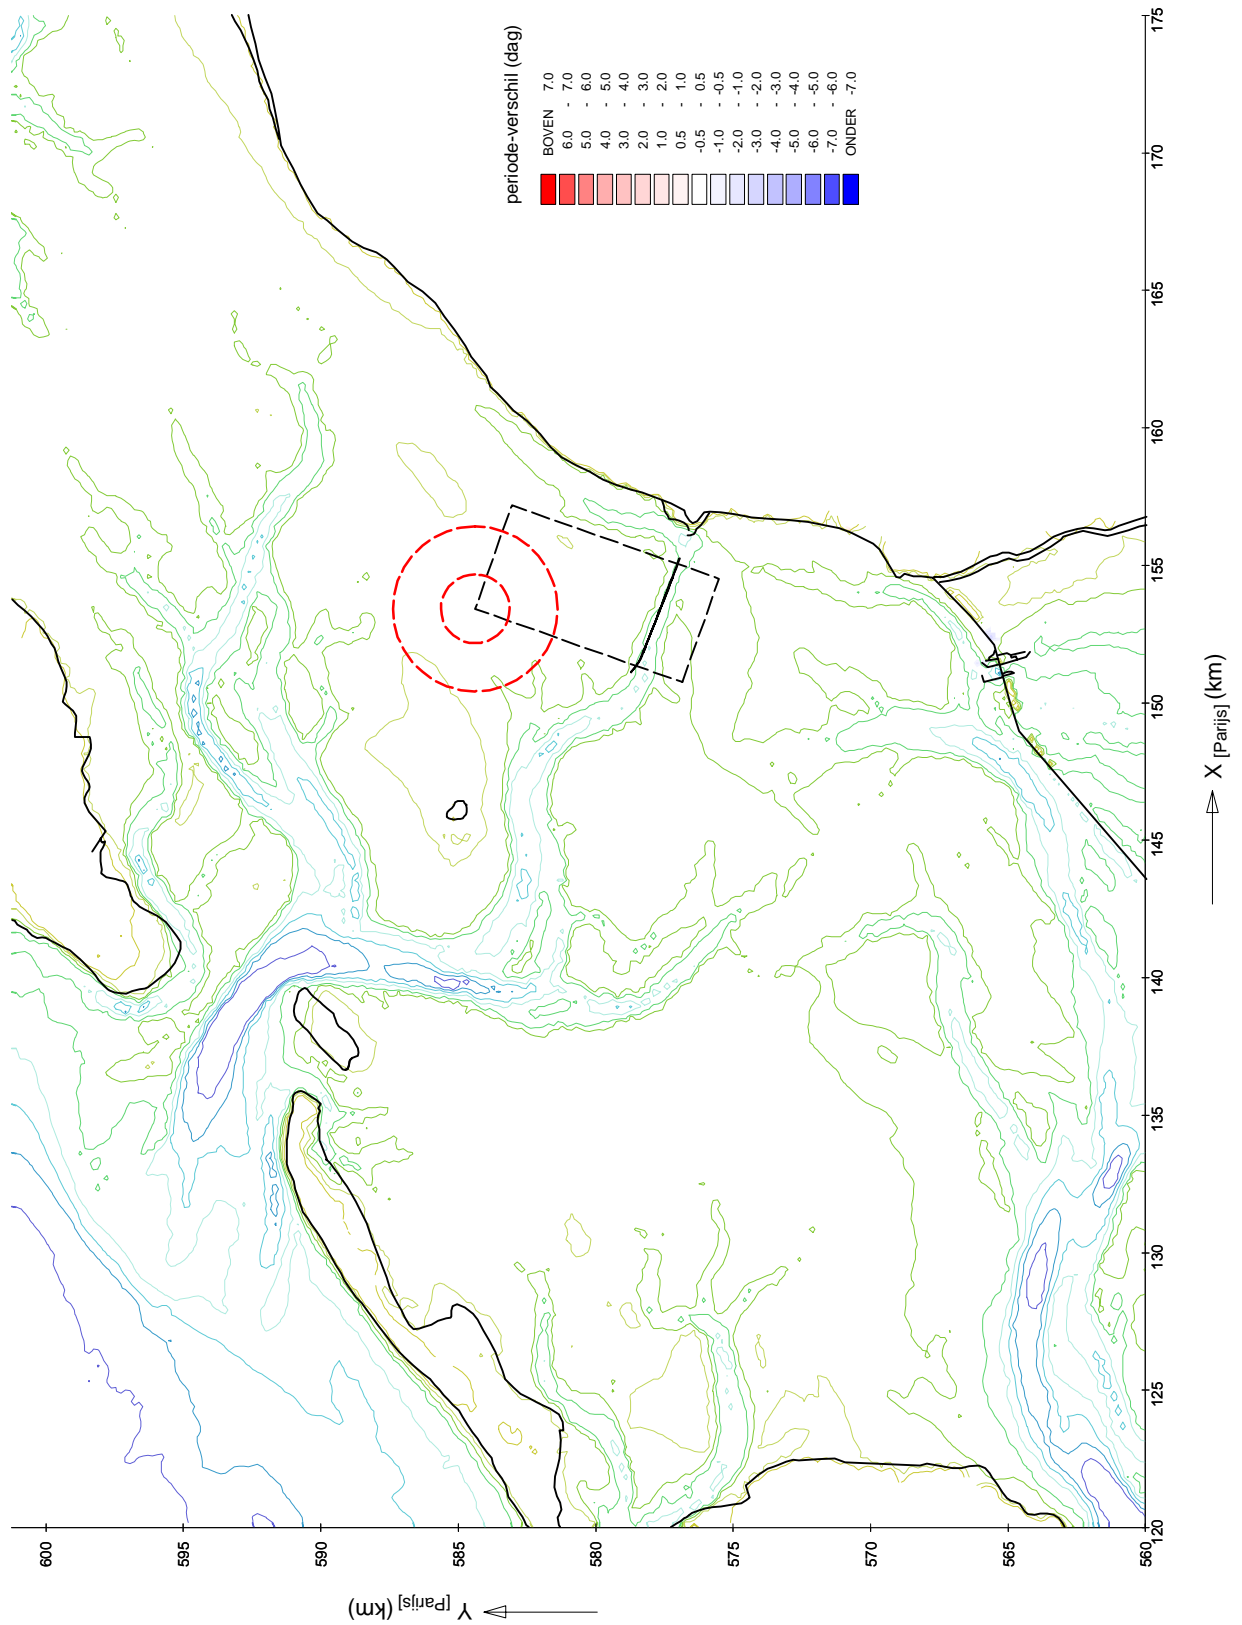 periode-verschil (dag)
BOVEN 7.0
6.0 - 7.0
5.0 - 6.0
4.0 - 5.0
3.0 - 4.0
2.0 - 3.0
1.0 - 2.0
0.5 - 1.0
-0.5 - 0.5
-1.0 - -0.5
-2.0 - -1.0
-3.0 - -2.0
-4.0 - -3.0
-5.0 - -4.0
-6.0 - -5.0
-7.0 - -6.0
ONDER -7.0
120 125 130 135 140 145 150 155 160 165 170 175
X [Parijs] (km)
600 595 590 585 580 575 570 565 560
Y [Parijs] (km)